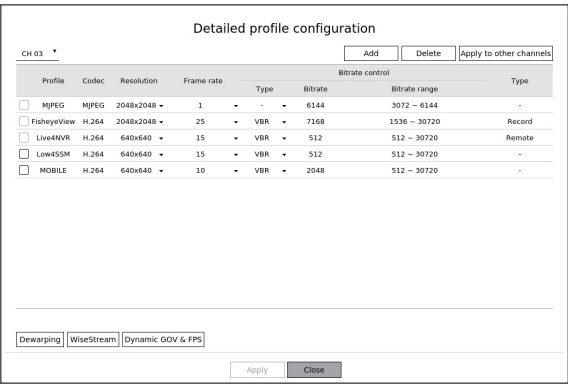 Detailed profile configuration
CH 03 Add Delete Apply to other channels
Bitrate control
Profile Codec Resolution Frame rate Type
Type Bitrate Bitrate range
MJPEG MJPEG 2048x2048 1 - 6144 3072 ~ 6144 -
FisheyeView H.264 2048x2048 25 VBR 7168 1536 ~ 30720 Record
Live4NVR H.264 640x640 15 VBR 512 512 ~ 30720 Remote
Low4SSM H.264 640x640 15 VBR 512 512 ~ 30720 -
MOBILE H.264 640x640 10 VBR 2048 512 ~ 30720 -
Dewarping WiseStream Dynamic GOV & FPS
Apply Close